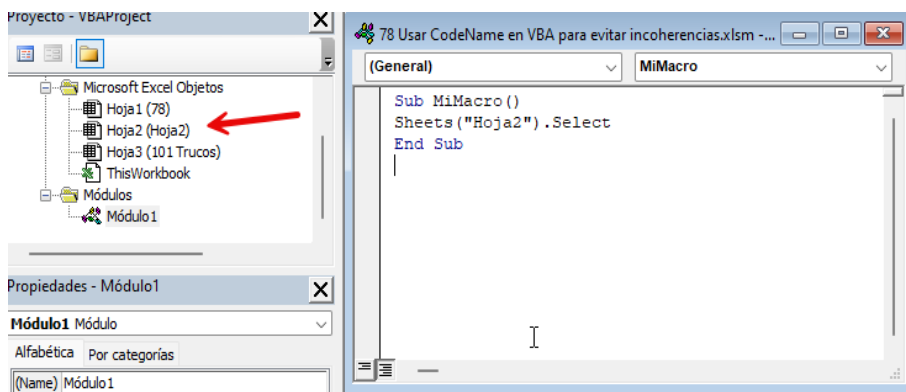 Proyecto - VBAProject
Microsoft Excel Objetos
Hoja1 (78)
Hoja2 (Hoja2)
Hoja3 (101 Trucos)
ThisWorkbook
Módulos
Módulo1
Propiedades - Módulo1
Módulo1 Módulo
Alfabética Por categorías
(Name) Módulo1
78 Usar CodeName en VBA para evitar incoherencias.xlsm -...
(General) MiMacro
Sub MiMacro()
Sheets("Hoja2").Select
End Sub